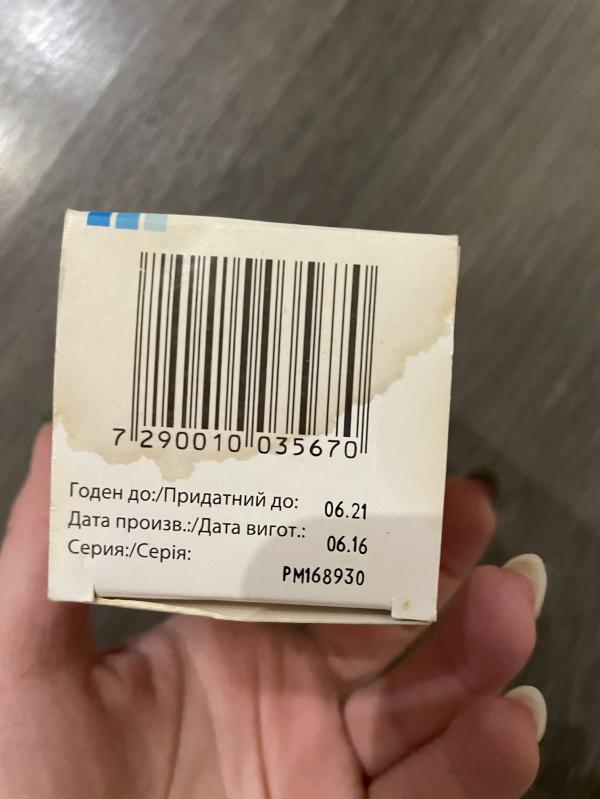 7 290010 035670
Годен до:/Придатний до: 06.21
Дата произв.:/Дата вигот.: 06.16
Серия:/Серія: PM168930